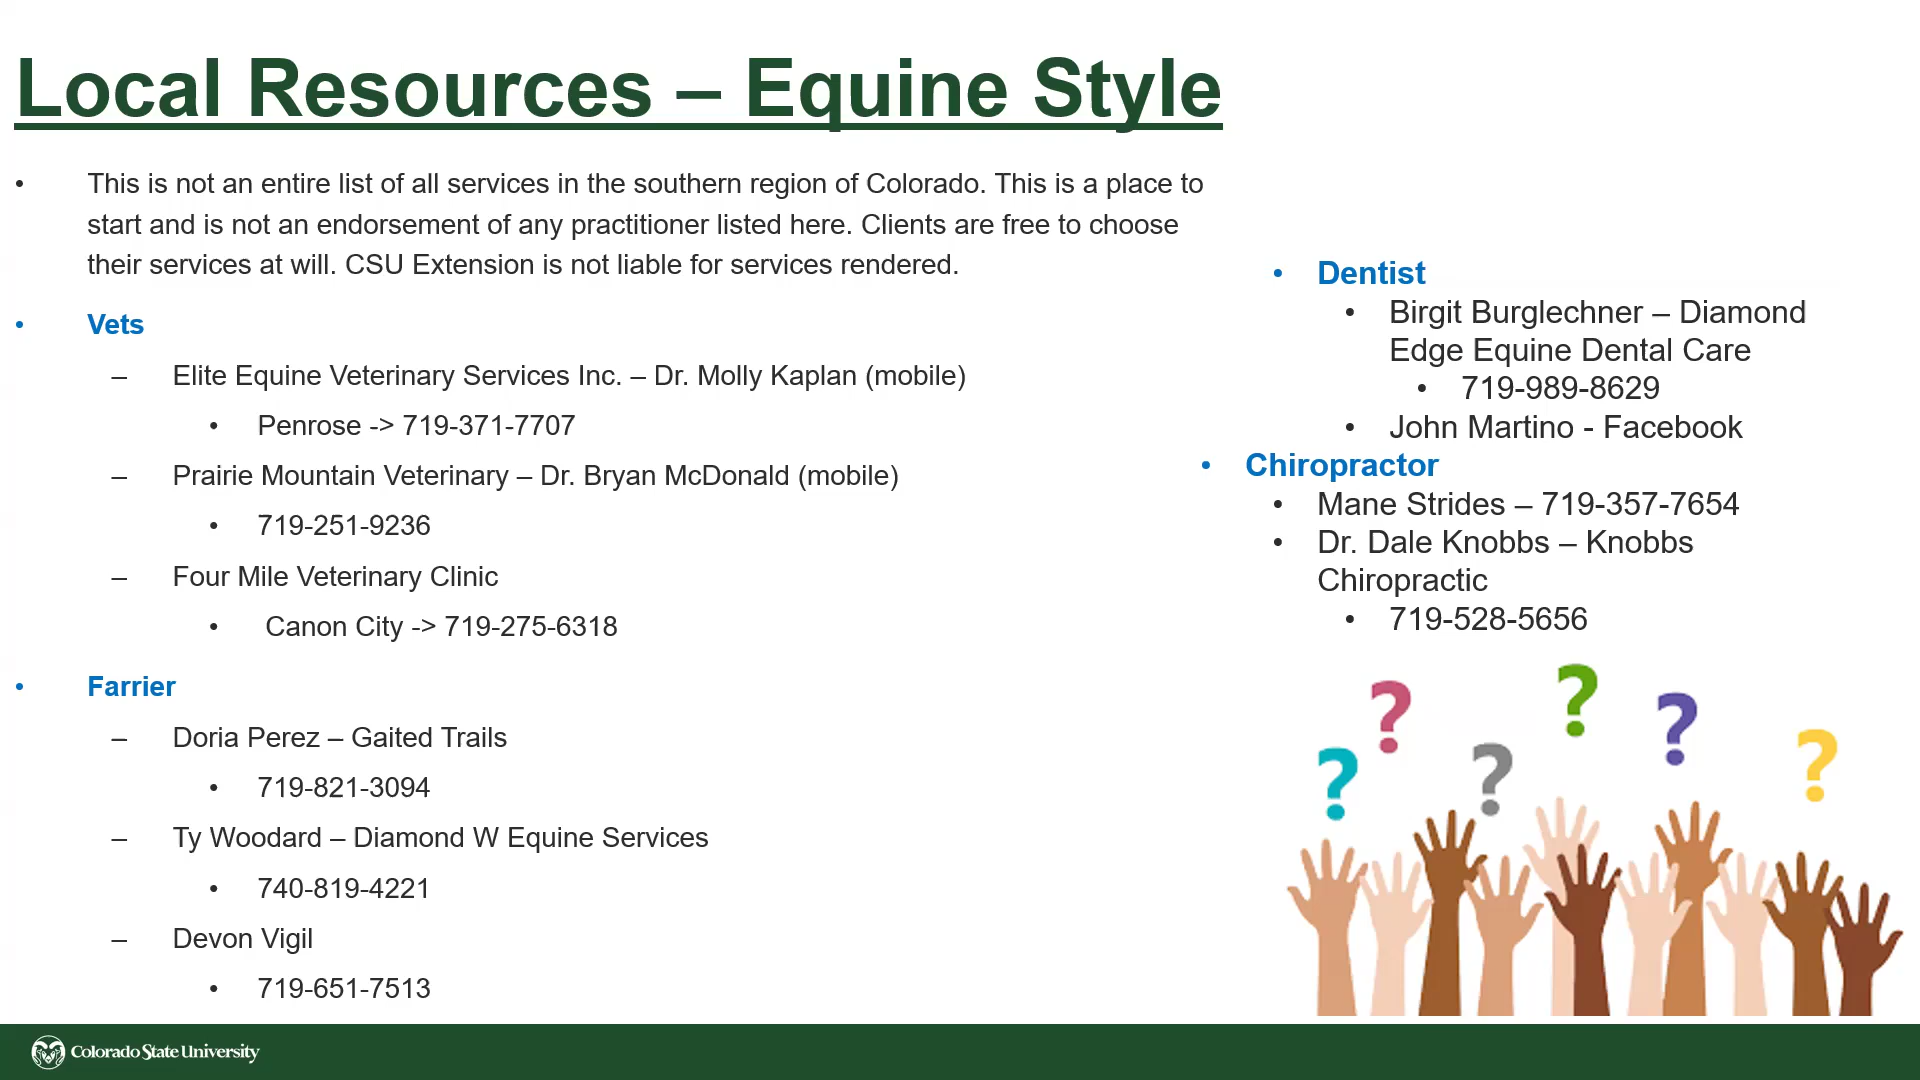 Local Resources – Equine Style
• This is not an entire list of all services in the southern region of Colorado. This is a place to
start and is not an endorsement of any practitioner listed here. Clients are free to choose
their services at will. CSU Extension is not liable for services rendered.
• Vets
– Elite Equine Veterinary Services Inc. – Dr. Molly Kaplan (mobile)
• Penrose -> 719-371-7707
– Prairie Mountain Veterinary – Dr. Bryan McDonald (mobile)
• 719-251-9236
– Four Mile Veterinary Clinic
• Canon City -> 719-275-6318
• Farrier
– Doria Perez – Gaited Trails
• 719-821-3094
– Ty Woodard – Diamond W Equine Services
• 740-819-4221
– Devon Vigil
• 719-651-7513
• Dentist
• Birgit Burglechner – Diamond
Edge Equine Dental Care
• 719-989-8629
• John Martino - Facebook
• Chiropractor
• Mane Strides – 719-357-7654
• Dr. Dale Knobbs – Knobbs
Chiropractic
• 719-528-5656
? ? ? ? ? ?
Colorado State University